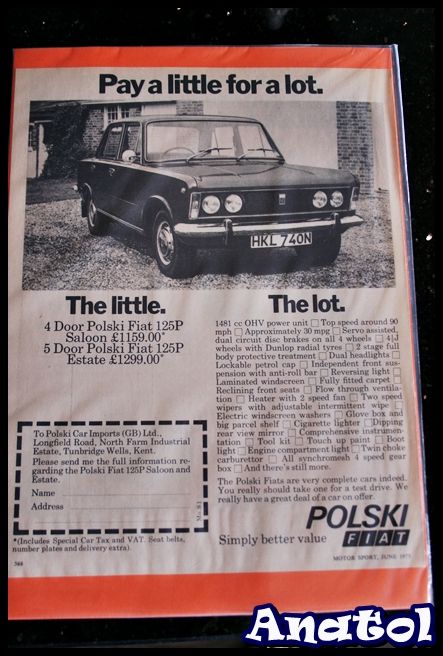 Pay a little for a lot.
HKL 740N
The little.
4 Door Polski Fiat 125P
Saloon £1159.00*
5 Door Polski Fiat 125P
Estate £1299.00*
The lot.
1481 cc OHV power unit □ Top speed around 90
mph □ Approximately 30 mpg □ Servo assisted,
dual circuit disc brakes on all 4 wheels □ 4½J
wheels with Dunlop radial tyres □ 2 stage full
body protective treatment □ Dual headlights □
Lockable petrol cap □ Independent front sus-
pension with anti-roll bar □ Reversing light □
Laminated windscreen □ Fully fitted carpet □
Reclining front seats □ Flow through ventila-
tion □ Heater with 2 speed fan □ Two speed
wipers with adjustable intermittent wipe □
Electric windscreen washers □ Glove box and
big parcel shelf □ Cigarette lighter □ Dipping
rear view mirror □ Comprehensive instrumen-
tation □ Tool kit □ Touch up paint □ Boot
light □ Engine compartment light □ Twin choke
carburettor □ All synchromesh 4 speed gear
box □ And there's still more.
The Polski Fiats are very complete cars indeed.
You really should take one for a test drive. We
really have a great deal of a car on offer.
To Polski Car Imports (GB) Ltd.,
Longfield Road, North Farm Industrial
Estate, Tunbridge Wells, Kent.
Please send me the full information re-
garding the Polski Fiat 125P Saloon and
Estate.
Name
Address
*(Includes Special Car Tax and VAT. Seat belts,
number plates and delivery extra).
Simply better value
POLSKI
FIAT
568
MOTOR SPORT, JUNE 1975
Anatol